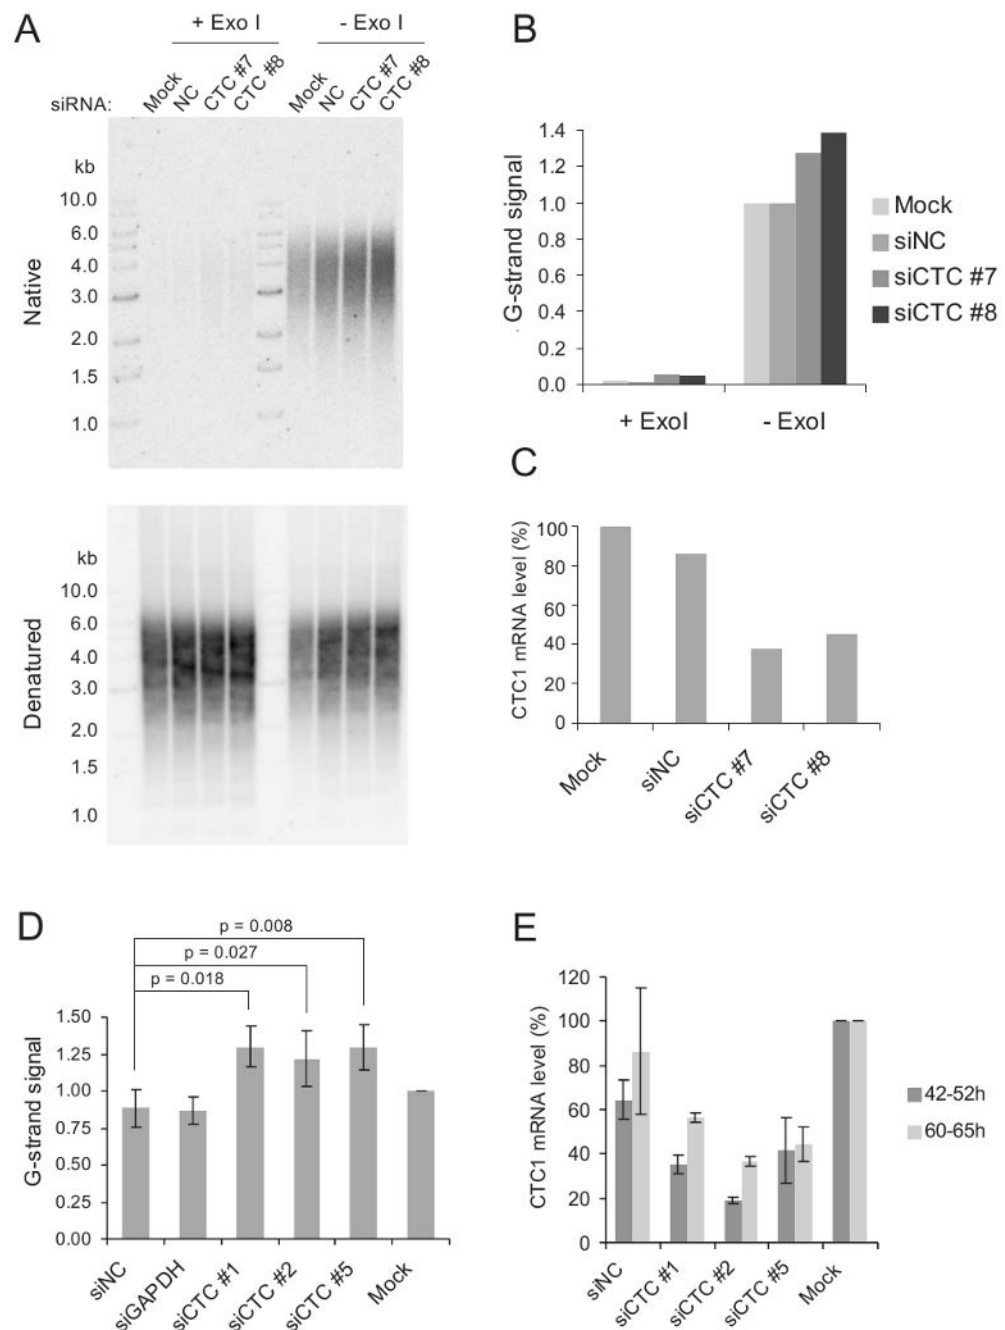 A
+ Exo I
- Exo I
siRNA:
Mock
NC
CTC #7
CTC #8
Mock
NC
CTC #7
CTC #8
Native
kb
10.0
6.0
4.0
3.0
2.0
1.5
1.0
Denatured
kb
10.0
6.0
4.0
3.0
2.0
1.5
1.0
B
G-strand signal
1.4
1.2
1.0
0.8
0.6
0.4
0.2
0.0
+ ExoI
- ExoI
Mock
siNC
siCTC #7
siCTC #8
C
CTC1 mRNA level (%)
100
80
60
40
20
0
Mock
siNC
siCTC #7
siCTC #8
D
p = 0.008
p = 0.027
p = 0.018
G-strand signal
1.50
1.25
1.00
0.75
0.50
0.25
0.00
siNC
siGAPDH
siCTC #1
siCTC #2
siCTC #5
Mock
E
CTC1 mRNA level (%)
120
100
80
60
40
20
0
siNC
siCTC #1
siCTC #2
siCTC #5
Mock
42-52h
60-65h